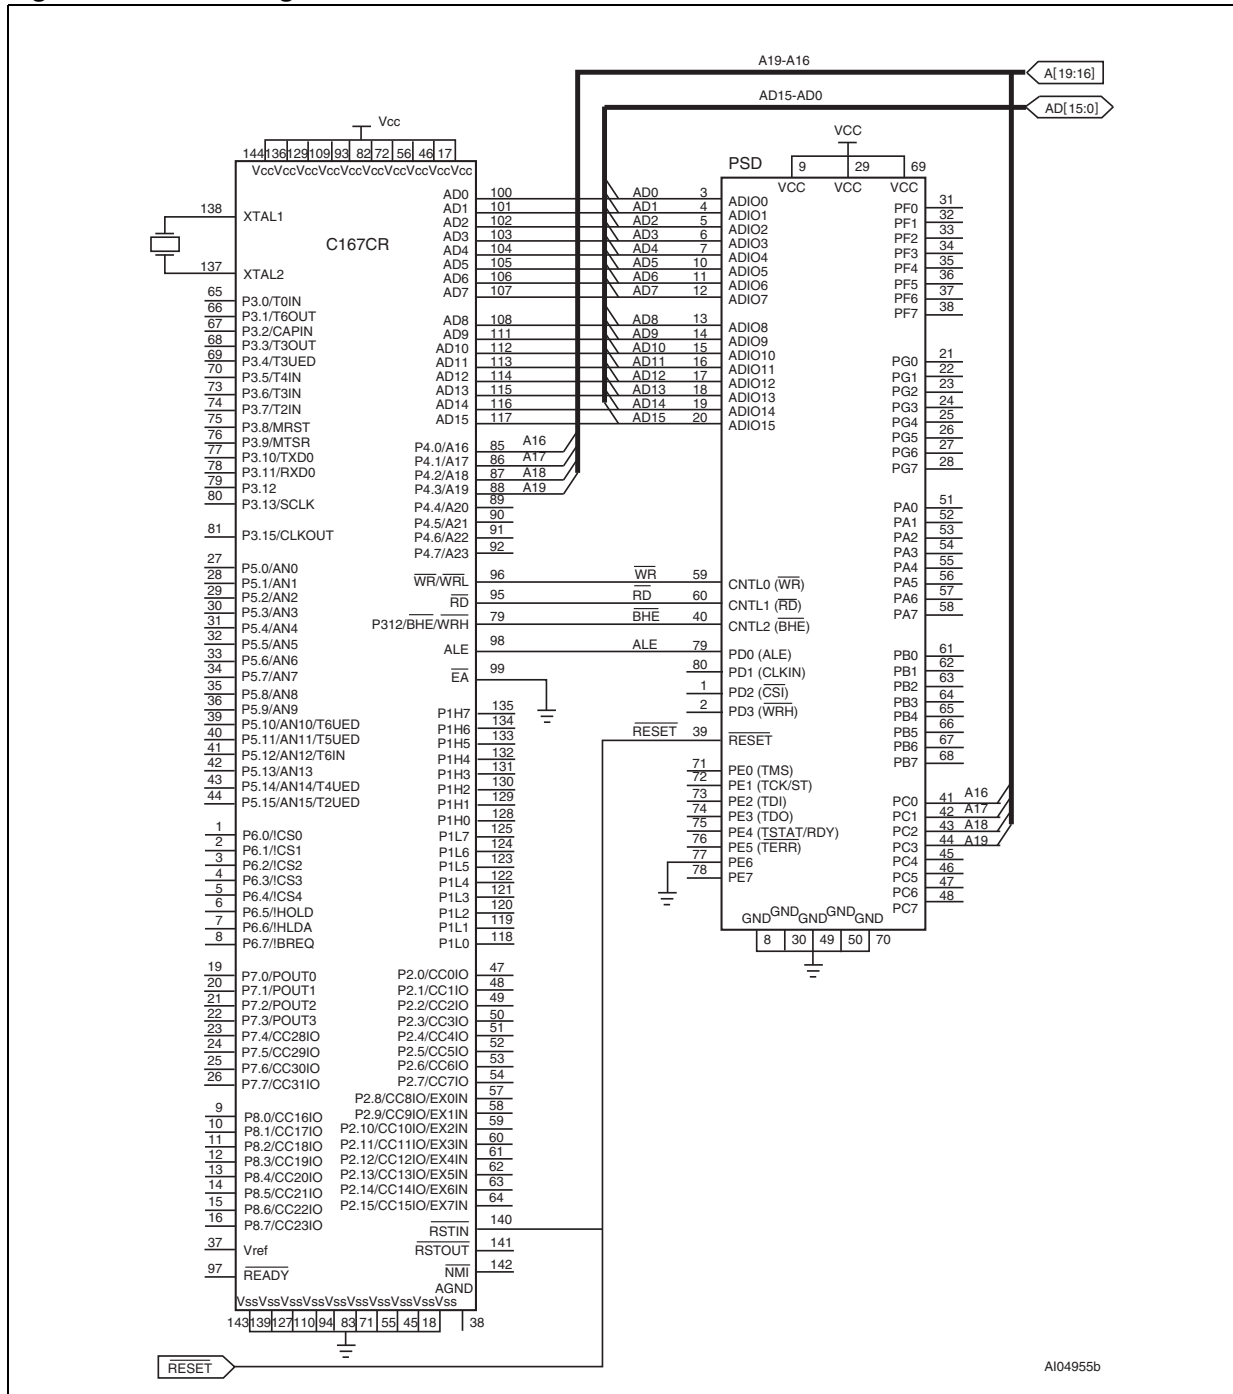 A19-A16
A[19:16]
AD15-AD0
AD[15:0]
Vcc
144 136 129 109 93 82 72 56 46 17
Vcc Vcc Vcc Vcc Vcc Vcc Vcc Vcc Vcc Vcc
C167CR
138 XTAL1
137 XTAL2
65 P3.0/T0IN
66 P3.1/T6OUT
67 P3.2/CAPIN
68 P3.3/T3OUT
69 P3.4/T3UED
70 P3.5/T4IN
73 P3.6/T3IN
74 P3.7/T2IN
75 P3.8/MRST
76 P3.9/MTSR
77 P3.10/TXD0
78 P3.11/RXD0
79 P3.12
80 P3.13/SCLK
81 P3.15/CLKOUT
27 P5.0/AN0
28 P5.1/AN1
29 P5.2/AN2
30 P5.3/AN3
31 P5.4/AN4
32 P5.5/AN5
33 P5.6/AN6
34 P5.7/AN7
35 P5.8/AN8
36 P5.9/AN9
39 P5.10/AN10/T6UED
40 P5.11/AN11/T5UED
41 P5.12/AN12/T6IN
42 P5.13/AN13
43 P5.14/AN14/T4UED
44 P5.15/AN15/T2UED
1 P6.0/!CS0
2 P6.1/!CS1
3 P6.2/!CS2
4 P6.3/!CS3
5 P6.4/!CS4
6 P6.5/!HOLD
7 P6.6/!HLDA
8 P6.7/!BREQ
19 P7.0/POUT0
20 P7.1/POUT1
21 P7.2/POUT2
22 P7.3/POUT3
23 P7.4/CC28IO
24 P7.5/CC29IO
25 P7.6/CC30IO
26 P7.7/CC31IO
9 P8.0/CC16IO
10 P8.1/CC17IO
11 P8.2/CC18IO
12 P8.3/CC19IO
13 P8.4/CC20IO
14 P8.5/CC21IO
15 P8.6/CC22IO
16 P8.7/CC23IO
37 Vref
97 READY
AD0 100 AD0 3 ADIO0
AD1 101 AD1 4 ADIO1
AD2 102 AD2 5 ADIO2
AD3 103 AD3 6 ADIO3
AD4 104 AD4 7 ADIO4
AD5 105 AD5 10 ADIO5
AD6 106 AD6 11 ADIO6
AD7 107 AD7 12 ADIO7
AD8 108 AD8 13 ADIO8
AD9 111 AD9 14 ADIO9
AD10 112 AD10 15 ADIO10
AD11 113 AD11 16 ADIO11
AD12 114 AD12 17 ADIO12
AD13 115 AD13 18 ADIO13
AD14 116 AD14 19 ADIO14
AD15 117 AD15 20 ADIO15
P4.0/A16 85 A16
P4.1/A17 86 A17
P4.2/A18 87 A18
P4.3/A19 88 A19
P4.4/A20 89
P4.5/A21 90
P4.6/A22 91
P4.7/A23 92
WR/WRL 96 WR 59 CNTL0 (WR)
RD 95 RD 60 CNTL1 (RD)
P312/BHE/WRH 79 BHE 40 CNTL2 (BHE)
ALE 98 ALE 79 PD0 (ALE)
EA 99
80 PD1 (CLKIN)
1 PD2 (CSI)
2 PD3 (WRH)
RESET 39 RESET
P1H7 135
P1H6 134
P1H5 133
P1H4 132
P1H3 131
P1H2 130
P1H1 129
P1H0 128
P1L7 125
P1L6 124
P1L5 123
P1L4 122
P1L3 121
P1L2 120
P1L1 119
P1L0 118
P2.0/CC0IO 47
P2.1/CC1IO 48
P2.2/CC2IO 49
P2.3/CC3IO 50
P2.4/CC4IO 51
P2.5/CC5IO 52
P2.6/CC6IO 53
P2.7/CC7IO 54
P2.8/CC8IO/EX0IN 57
P2.9/CC9IO/EX1IN 58
P2.10/CC10IO/EX2IN 59
P2.11/CC11IO/EX3IN 60
P2.12/CC12IO/EX4IN 61
P2.13/CC13IO/EX5IN 62
P2.14/CC14IO/EX6IN 63
P2.15/CC15IO/EX7IN 64
RSTIN 140
RSTOUT 141
NMI 142
AGND
Vss Vss Vss Vss Vss Vss Vss Vss Vss Vss
143 139 127 110 94 83 71 55 45 18 38
RESET
PSD
VCC
9 29 69
VCC VCC VCC
71 PE0 (TMS)
72 PE1 (TCK/ST)
73 PE2 (TDI)
74 PE3 (TDO)
75 PE4 (TSTAT/RDY)
76 PE5 (TERR)
77 PE6
78 PE7
PF0 31
PF1 32
PF2 33
PF3 34
PF4 35
PF5 36
PF6 37
PF7 38
PG0 21
PG1 22
PG2 23
PG3 24
PG4 25
PG5 26
PG6 27
PG7 28
PA0 51
PA1 52
PA2 53
PA3 54
PA4 55
PA5 56
PA6 57
PA7 58
PB0 61
PB1 62
PB2 63
PB3 64
PB4 65
PB5 66
PB6 67
PB7 68
PC0 41 A16
PC1 42 A17
PC2 43 A18
PC3 44 A19
PC4 45
PC5 46
PC6 47
PC7 48
GND GND GND GND GND
8 30 49 50 70
AI04955b